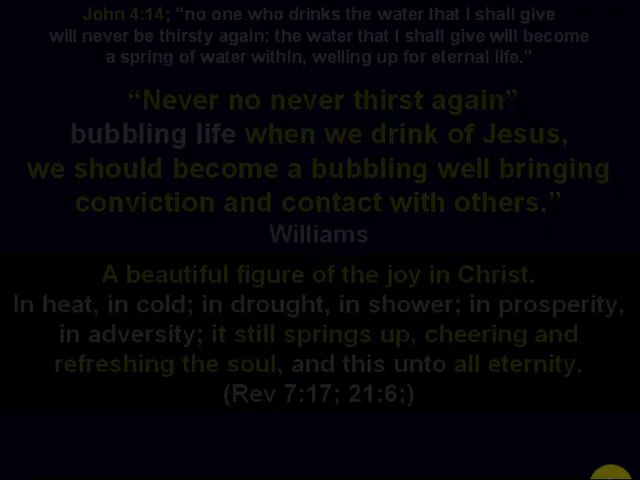 John 4:14; “no one who drinks the water that I shall give
will never be thirsty again: the water that I shall give will become
a spring of water within, welling up for eternal life.”
“Never no never thirst again”
bubbling life when we drink of Jesus,
we should become a bubbling well bringing
conviction and contact with others.”
Williams
A beautiful figure of the joy in Christ.
In heat, in cold; in drought, in shower; in prosperity,
in adversity; it still springs up, cheering and
refreshing the soul, and this unto all eternity.
(Rev 7:17; 21:6;)